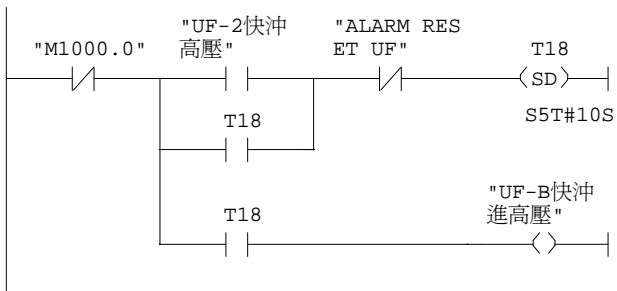 "UF-2快沖
高壓"
"ALARM RES
ET UF"
"M1000.0"
T18
SD
S5T#10S
T18
"UF-B快沖
進高壓"
T18